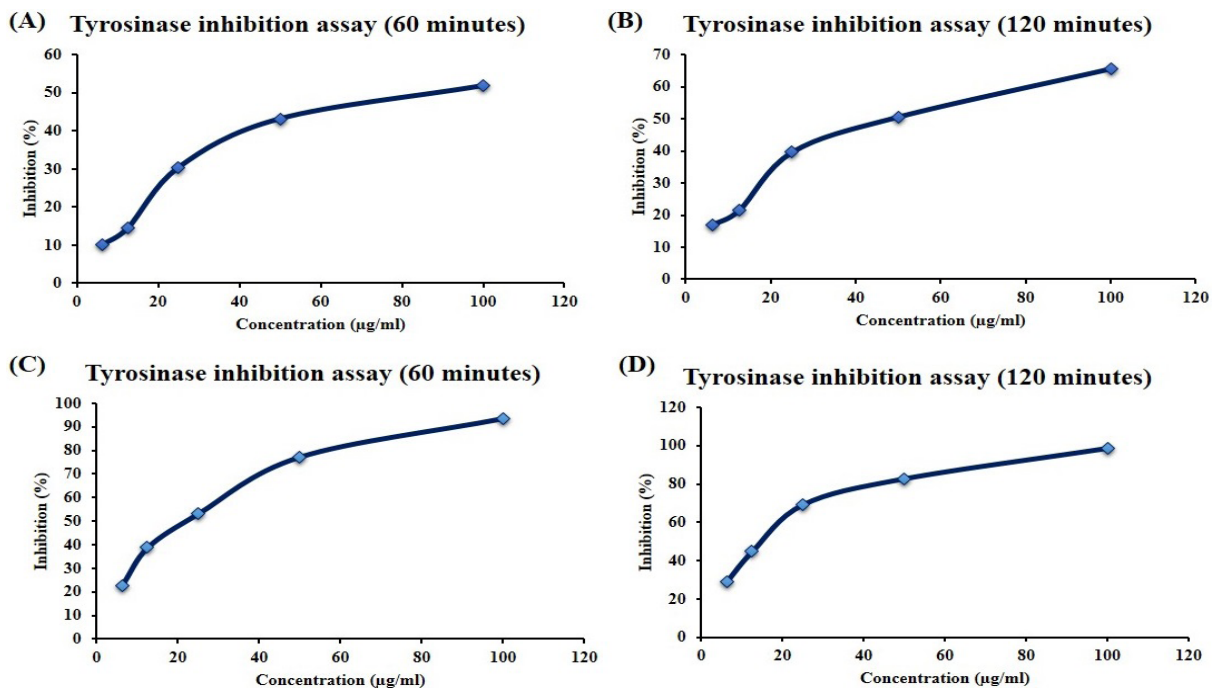 (A) Tyrosinase inhibition assay (60 minutes)
60
50
40
30
20
10
0
Inhibition (%)
0 20 40 60 80 100 120
Concentration (µg/ml)
(B) Tyrosinase inhibition assay (120 minutes)
70
60
50
40
30
20
10
0
Inhibition (%)
0 20 40 60 80 100 120
Concentration (µg/ml)
(C) Tyrosinase inhibition assay (60 minutes)
100
90
80
70
60
50
40
30
20
10
0
Inhibition (%)
0 20 40 60 80 100 120
Concentration (µg/ml)
(D) Tyrosinase inhibition assay (120 minutes)
120
100
80
60
40
20
0
Inhibition (%)
0 20 40 60 80 100 120
Concentration (µg/ml)